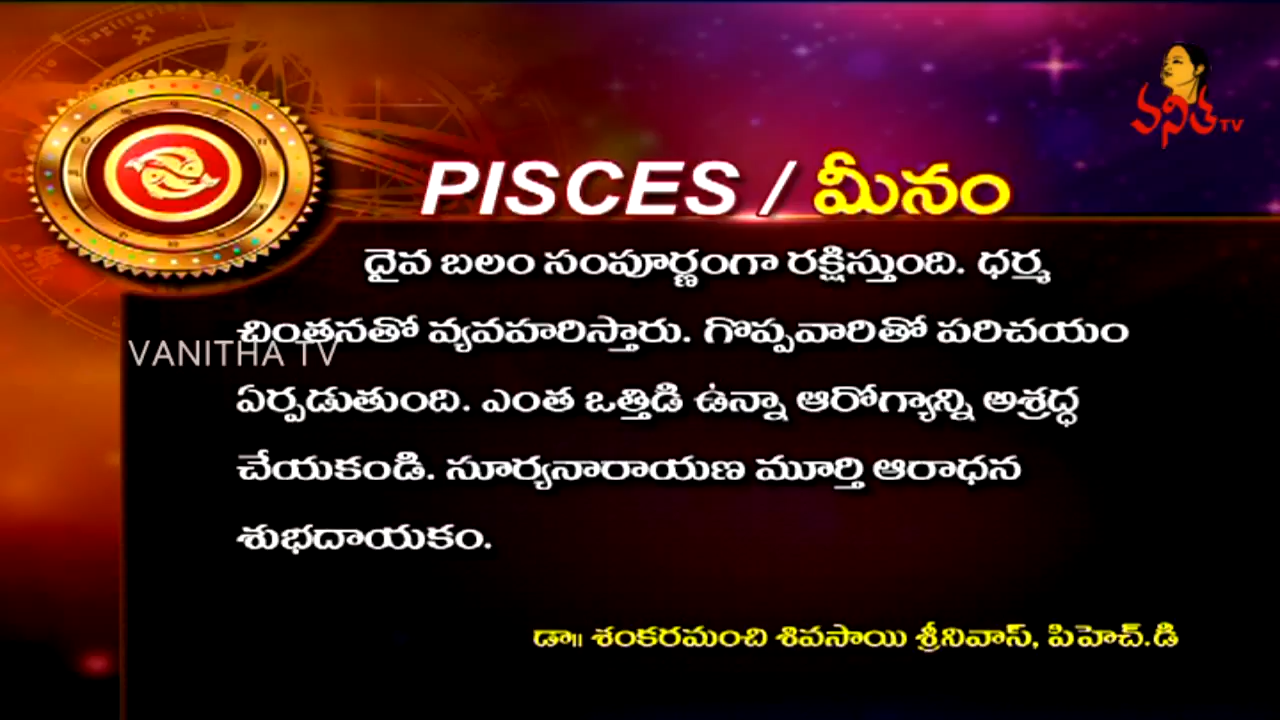 వనిత TV
PISCES / మీనం
దైవ బలం సంపూర్ణంగా రక్షిస్తుంది. ధర్మ
చింతనతో వ్యవహరిస్తారు. గొప్పవారితో పరిచయం
VANITHA TV
ఏర్పడుతుంది. ఎంత ఒత్తిడి ఉన్నా ఆరోగ్యాన్ని అశ్రద్ధ
చేయకండి. సూర్యనారాయణ మూర్తి ఆరాధన
శుభదాయకం.
డా॥ శంకరమంచి శివసాయి శ్రీనివాస్, పిహెచ్.డి